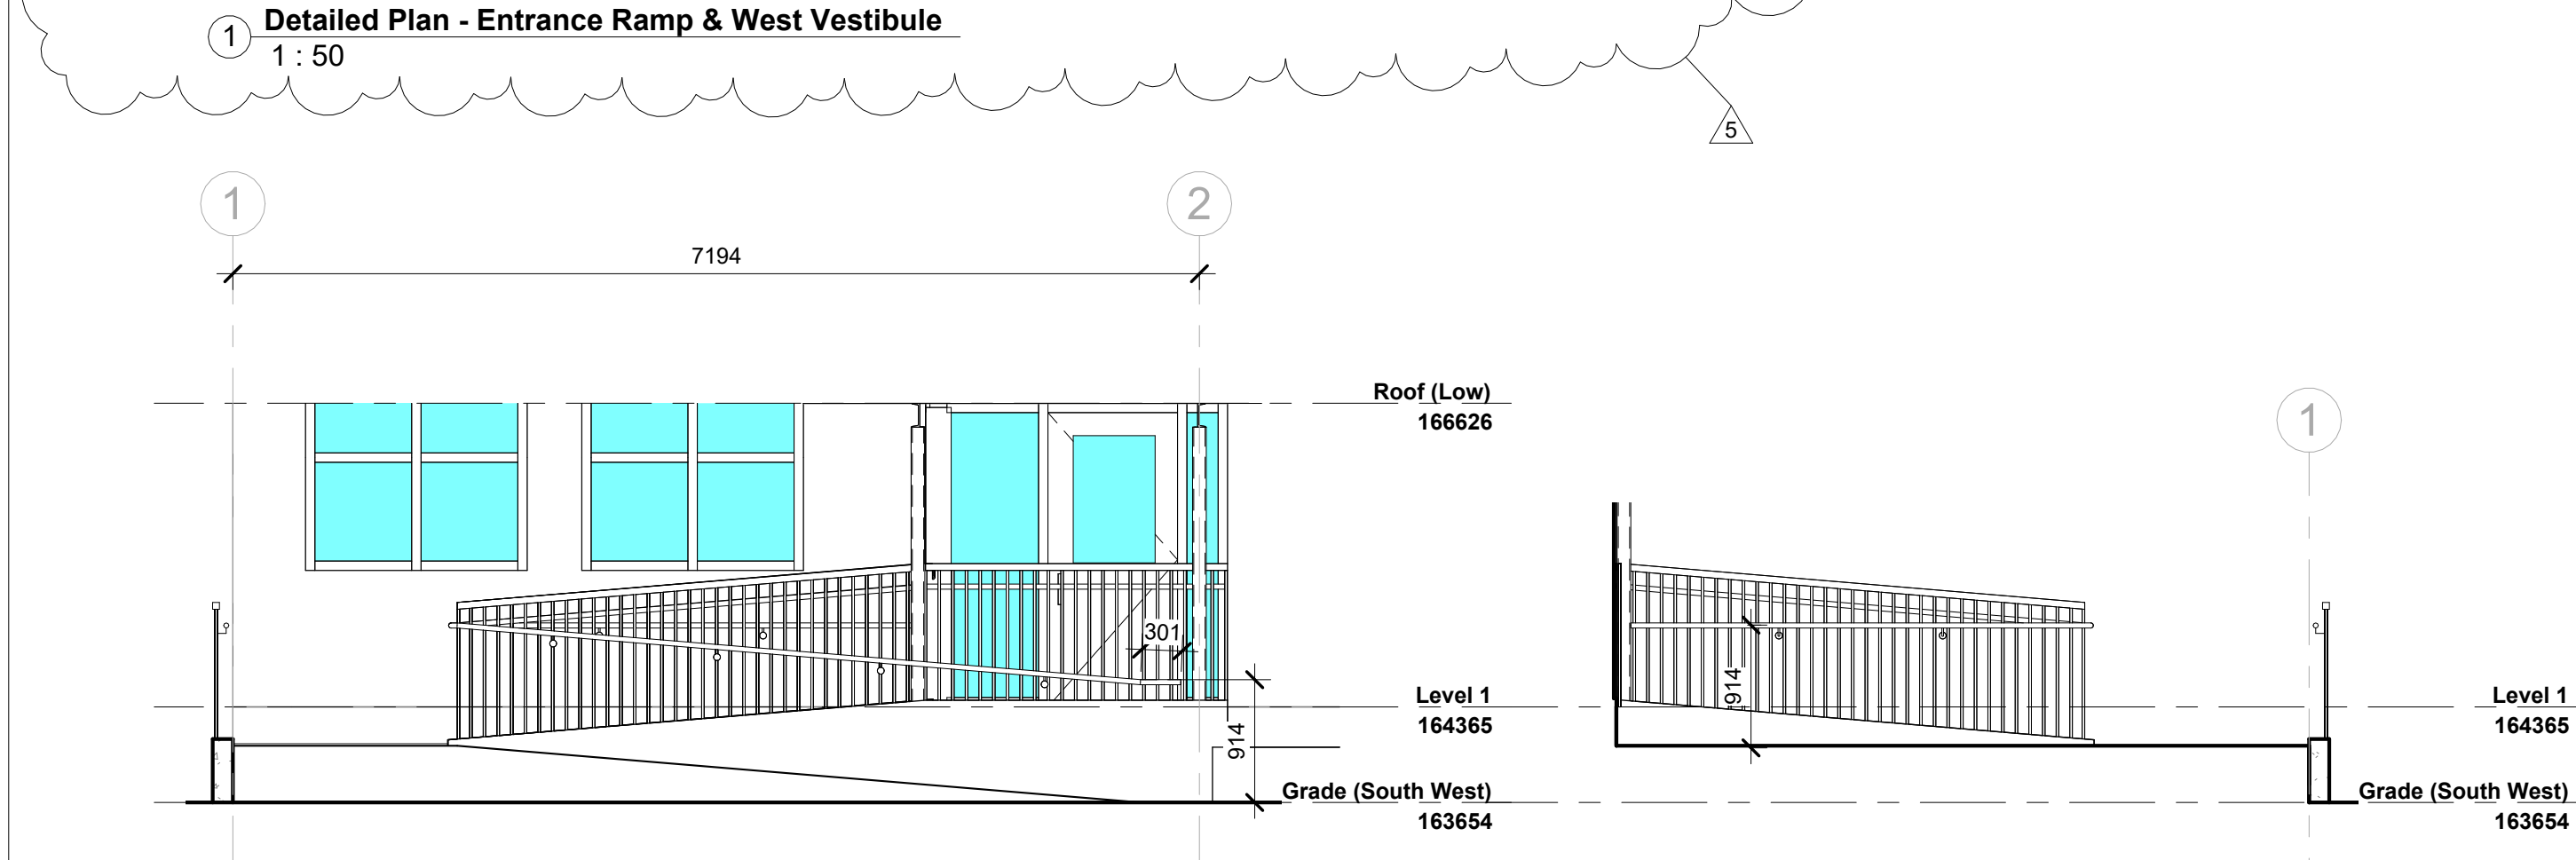 1 Detailed Plan - Entrance Ramp & West Vestibule
1 : 50
5
1
2
7194
Roof (Low)
166626
1
301
914
914
Level 1
164365
Level 1
164365
Grade (South West)
163654
Grade (South West)
163654